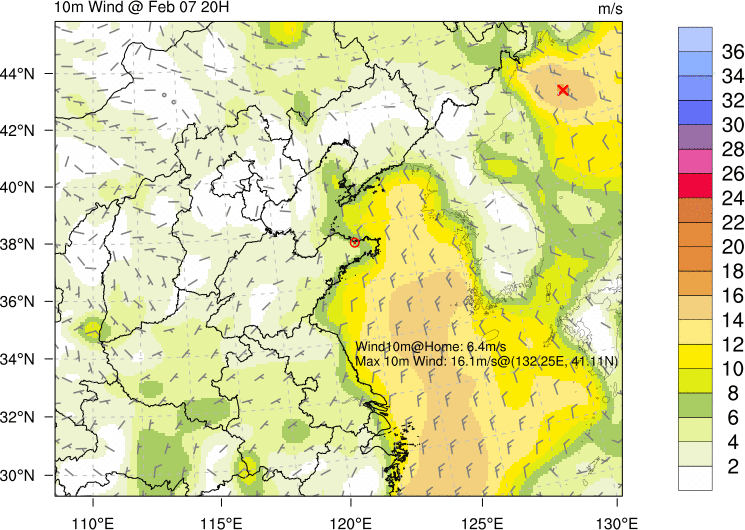 10m Wind @ Feb 07 20H
m/s
44°N
42°N
40°N
38°N
36°N
34°N
32°N
30°N
110°E
115°E
120°E
125°E
130°E
Wind10m@Home: 6.4m/s
Max 10m Wind: 16.1m/s@(132.25E, 41.11N)
36
34
32
30
28
26
24
22
20
18
16
14
12
10
8
6
4
2